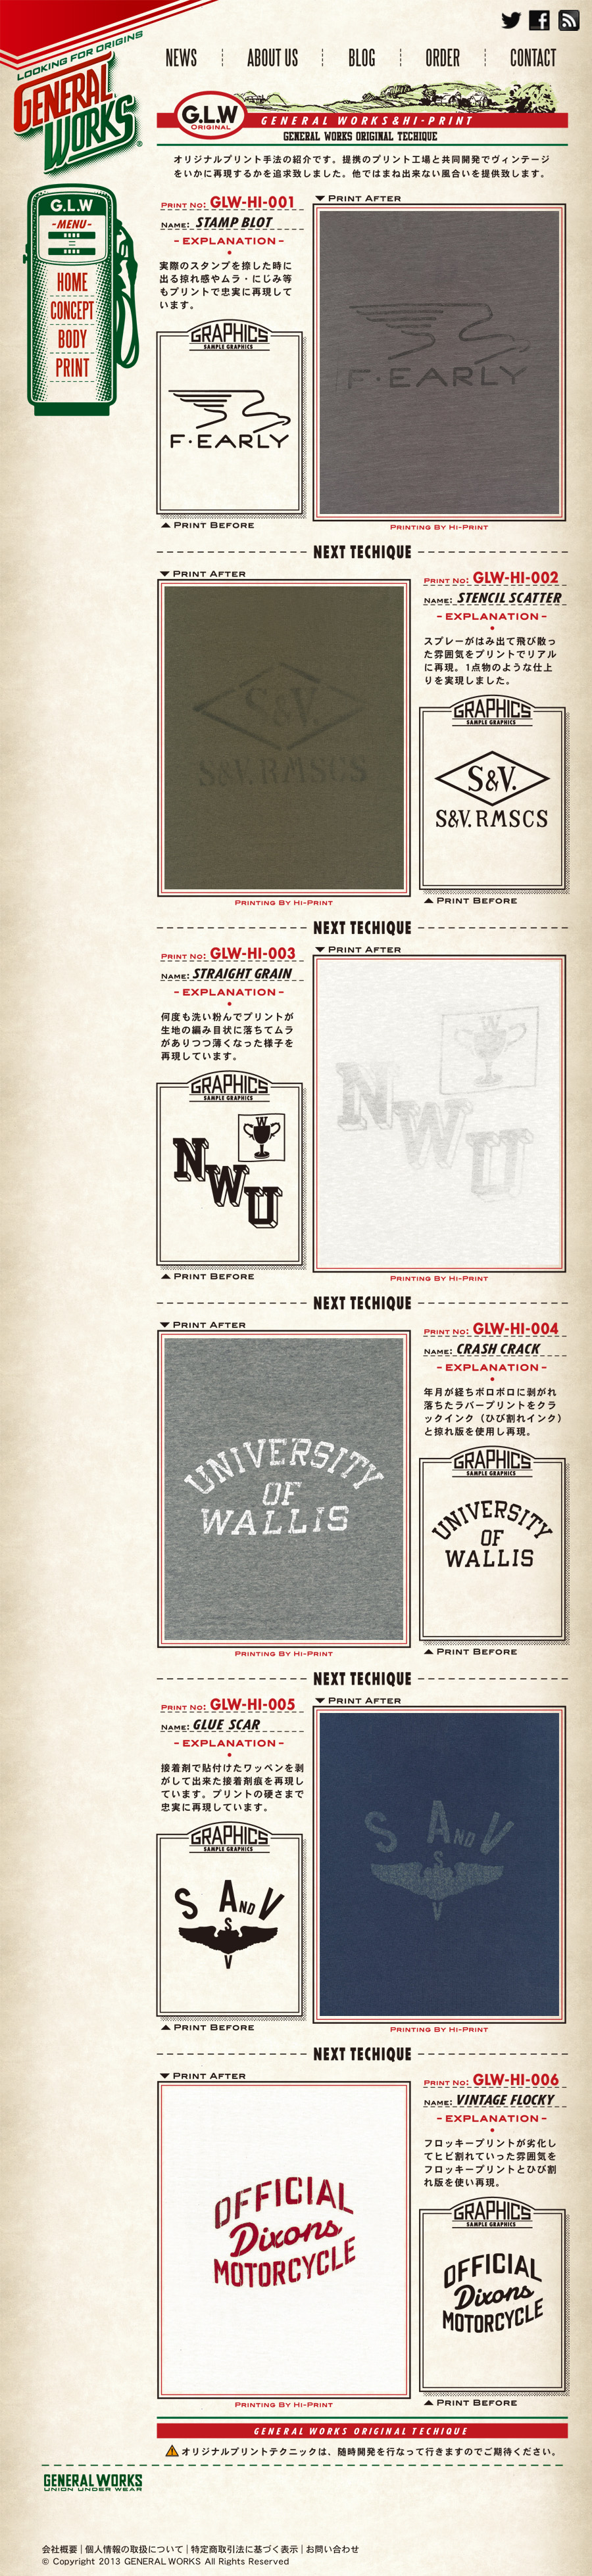 LOOKING FOR ORIGINS
GENERAL
WORKS
®
NEWS
ABOUT US
BLOG
ORDER
CONTACT
G.L.W
ORIGINAL
GENERAL WORKS & HI-PRINT
GENERAL WORKS ORIGINAL TECHIQUE
オリジナルプリント手法の紹介です。提携のプリント工場と共同開発でヴィンテージ
をいかに再現するかを追求致しました。他ではまね出来ない風合いを提供致します。
G.L.W
-MENU-
HOME
CONCEPT
BODY
PRINT
PRINT NO: GLW-HI-001
NAME: STAMP BLOT
- EXPLANATION -
実際のスタンプを捺した時に
出る掠れ感やムラ・にじみ等
もプリントで忠実に再現して
います。
GRAPHICS
SAMPLE GRAPHICS
F·EARLY
▲ PRINT BEFORE
▼ PRINT AFTER
F·EARLY
PRINTING BY HI-PRINT
NEXT TECHIQUE
▼ PRINT AFTER
S&V.
S&V. RMSCS
PRINTING BY HI-PRINT
PRINT NO: GLW-HI-002
NAME: STENCIL SCATTER
- EXPLANATION -
スプレーがはみ出て飛び散っ
た雰囲気をプリントでリアル
に再現。1点物のような仕上
りを実現しました。
GRAPHICS
SAMPLE GRAPHICS
S&V.
S&V. RMSCS
▲ PRINT BEFORE
NEXT TECHIQUE
PRINT NO: GLW-HI-003
NAME: STRAIGHT GRAIN
- EXPLANATION -
何度も洗い粉んでプリントが
生地の編み目状に落ちてムラ
がありつつ薄くなった様子を
再現しています。
GRAPHICS
SAMPLE GRAPHICS
W
NWU
▲ PRINT BEFORE
▼ PRINT AFTER
W
NWU
PRINTING BY HI-PRINT
NEXT TECHIQUE
▼ PRINT AFTER
UNIVERSITY
OF
WALLIS
PRINTING BY HI-PRINT
PRINT NO: GLW-HI-004
NAME: CRASH CRACK
- EXPLANATION -
年月が経ちボロボロに剥がれ
落ちたラバープリントをクラ
ックインク（ひび割れインク）
と掠れ版を使用し再現。
GRAPHICS
SAMPLE GRAPHICS
UNIVERSITY
OF
WALLIS
▲ PRINT BEFORE
NEXT TECHIQUE
PRINT NO: GLW-HI-005
NAME: GLUE SCAR
- EXPLANATION -
接着剤で貼付けたワッペンを剥
がして出来た接着剤痕を再現し
ています。プリントの硬さまで
忠実に再現しています。
GRAPHICS
SAMPLE GRAPHICS
S AND V
S
V
▲ PRINT BEFORE
▼ PRINT AFTER
S AND V
S
V
PRINTING BY HI-PRINT
NEXT TECHIQUE
▼ PRINT AFTER
OFFICIAL
Dixons
MOTORCYCLE
PRINTING BY HI-PRINT
PRINT NO: GLW-HI-006
NAME: VINTAGE FLOCKY
- EXPLANATION -
フロッキープリントが劣化し
てヒビ割れていった雰囲気を
フロッキープリントとひび割
れ版を使い再現。
GRAPHICS
SAMPLE GRAPHICS
OFFICIAL
Dixons
MOTORCYCLE
▲ PRINT BEFORE
GENERAL WORKS ORIGINAL TECHIQUE
オリジナルプリントテクニックは、随時開発を行なって行きますのでご期待ください。
GENERAL WORKS
UNION UNDER WEAR
会社概要 | 個人情報の取扱について | 特定商取引法に基づく表示 | お問い合わせ
© Copyright 2013 GENERAL WORKS All Rights Reserved